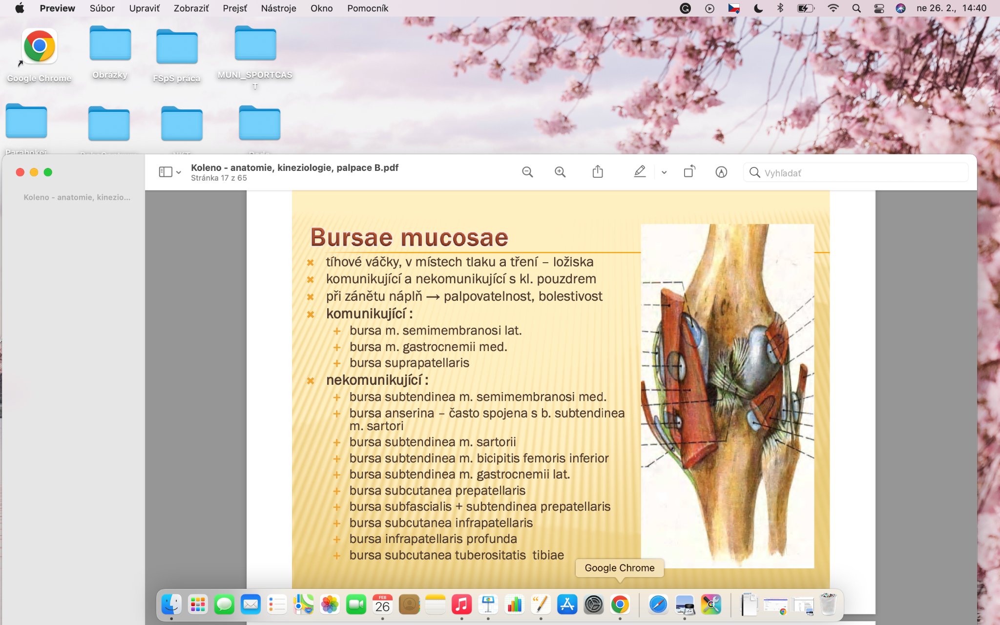 Preview Súbor Upraviť Zobraziť Prejsť Nástroje Okno Pomocník ne 26. 2., 14:40
Google Chrome
Obrázky
FSpS práca
MUNI_SPORTCAS
T
Parahokej
Koleno - anatomie, kineziologie, palpace B.pdf
Stránka 17 z 65
Vyhľadať
Koleno - anatomie, kinezio...
Bursae mucosae
tíhové váčky, v místech tlaku a tření – ložiska
komunikující a nekomunikující s kl. pouzdrem
při zánětu náplň → palpovatelnost, bolestivost
komunikující :
+ bursa m. semimembranosi lat.
+ bursa m. gastrocnemii med.
+ bursa suprapatellaris
nekomunikující :
+ bursa subtendinea m. semimembranosi med.
+ bursa anserina – často spojena s b. subtendinea
m. sartori
+ bursa subtendinea m. sartorii
+ bursa subtendinea m. bicipitis femoris inferior
+ bursa subtendinea m. gastrocnemii lat.
+ bursa subcutanea prepatellaris
+ bursa subfascialis + subtendinea prepatellaris
+ bursa subcutanea infrapatellaris
+ bursa infrapatellaris profunda
+ bursa subcutanea tuberositatis tibiae
Google Chrome
FEB
26